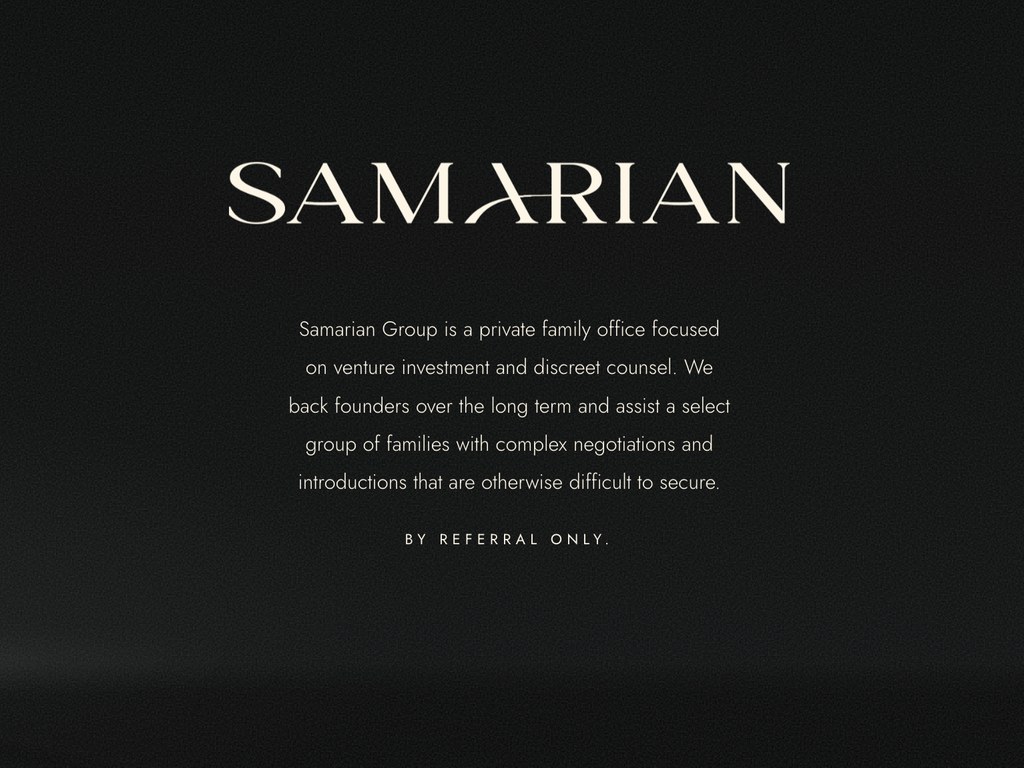 SAMARIAN
Samarian Group is a private family office focused
on venture investment and discreet counsel. We
back founders over the long term and assist a select
group of families with complex negotiations and
introductions that are otherwise difficult to secure.
BY REFERRAL ONLY.